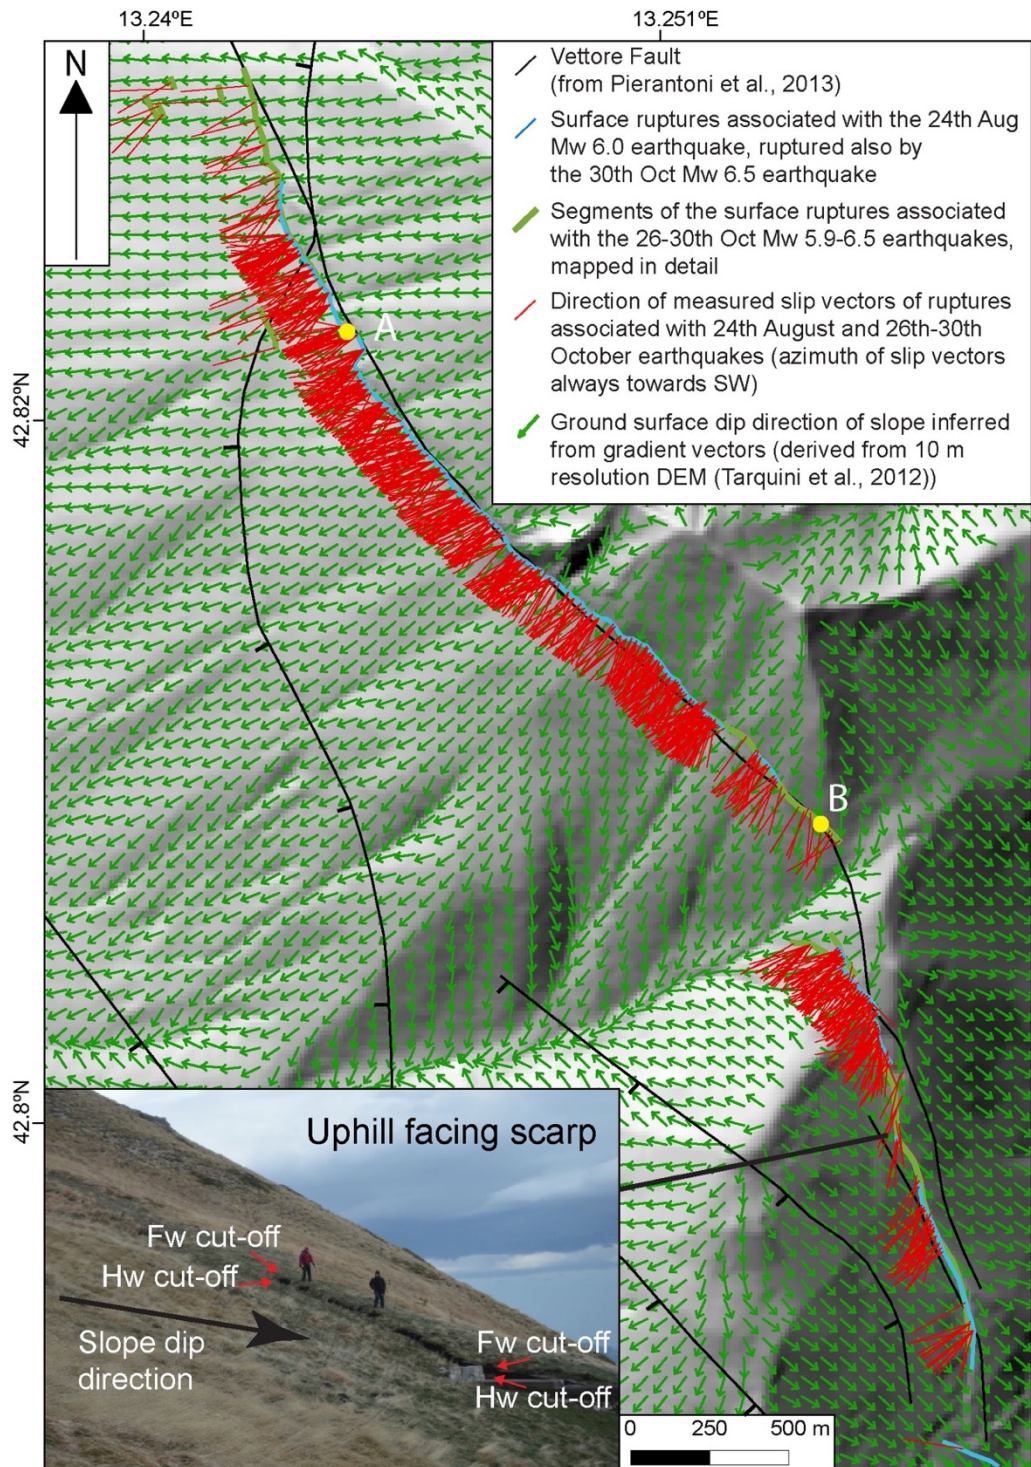 13.24ºE
13.251ºE
N
Vettore Fault
(from Pierantoni et al., 2013)
Surface ruptures associated with the 24th Aug
Mw 6.0 earthquake, ruptured also by
the 30th Oct Mw 6.5 earthquake
Segments of the surface ruptures associated
with the 26-30th Oct Mw 5.9-6.5 earthquakes,
mapped in detail
Direction of measured slip vectors of ruptures
associated with 24th August and 26th-30th
October earthquakes (azimuth of slip vectors
always towards SW)
Ground surface dip direction of slope inferred
from gradient vectors (derived from 10 m
resolution DEM (Tarquini et al., 2012))
A
42.82ºN
B
42.8ºN
Uphill facing scarp
Fw cut-off
Hw cut-off
Slope dip
direction
Fw cut-off
Hw cut-off
0 250 500 m